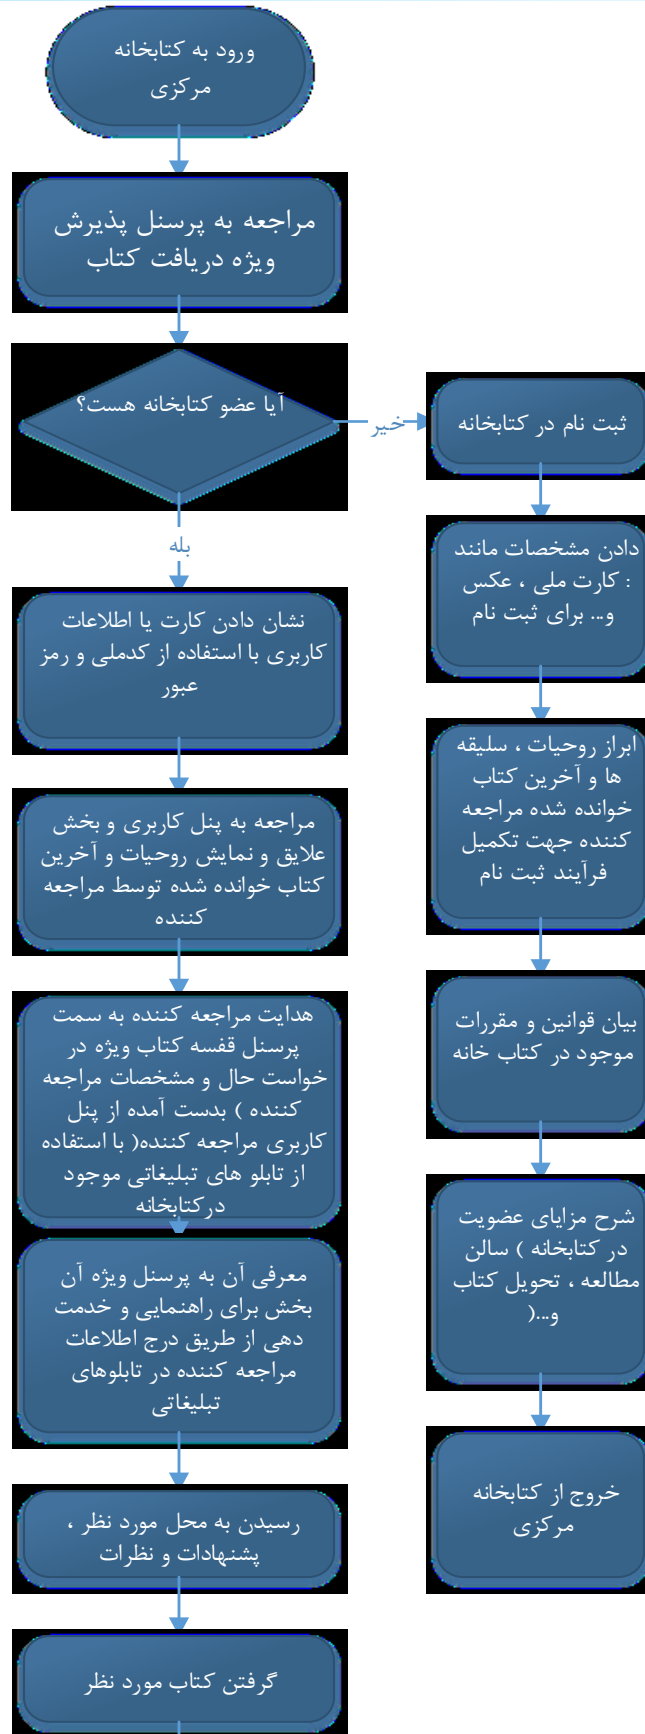 ورود به کتابخانه
مرکزی
مراجعه به پرسنل پذیرش
ویژه دریافت کتاب
آیا عضو کتابخانه هست؟
خیر
بله
نشان دادن کارت یا اطلاعات
کاربری با استفاده از کدملی و رمز
عبور
مراجعه به پنل کاربری و بخش
علایق و نمایش روحیات و آخرین
کتاب خوانده شده توسط مراجعه
کننده
هدایت مراجعه کننده به سمت
پرسنل قفسه کتاب ویژه در
خواست حال و مشخصات مراجعه
کننده ) بدست آمده از پنل
کاربری مراجعه کننده( با استفاده
از تابلو های تبلیغاتی موجود
درکتابخانه
معرفی آن به پرسنل ویژه آن
بخش برای راهنمایی و خدمت
دهی از طریق درج اطلاعات
مراجعه کننده در تابلوهای
تبلیغاتی
رسیدن به محل مورد نظر ،
پشنهادات و نظرات
گرفتن کتاب مورد نظر
ثبت نام در کتابخانه
دادن مشخصات مانند
: کارت ملی ، عکس
و... برای ثبت نام
ابراز روحیات ، سلیقه
ها و آخرین کتاب
خوانده شده مراجعه
کننده جهت تکمیل
فرآیند ثبت نام
بیان قوانین و مقررات
موجود در کتاب خانه
شرح مزایای عضویت
در کتابخانه ) سالن
مطالعه ، تحویل کتاب
و...(
خروج از کتابخانه
مرکزی